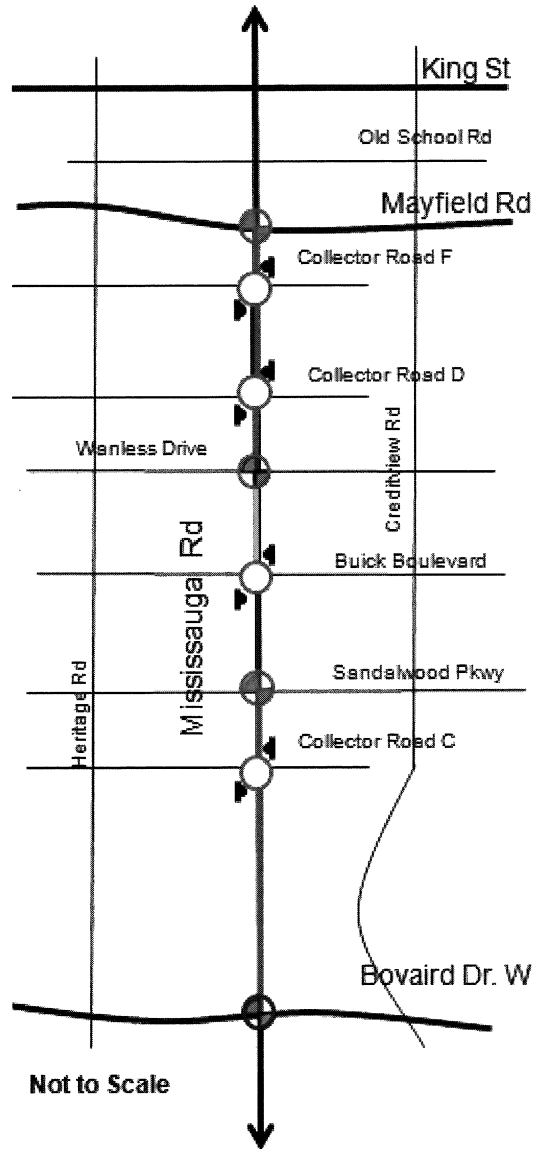 King St
Old School Rd
Mayfield Rd
Collector Road F
Collector Road D
Creditview Rd
Wanless Drive
Mississauga Rd
Buick Boulevard
Sandalwood Pkwy
Heritage Rd
Collector Road C
Bovaird Dr. W
Not to Scale